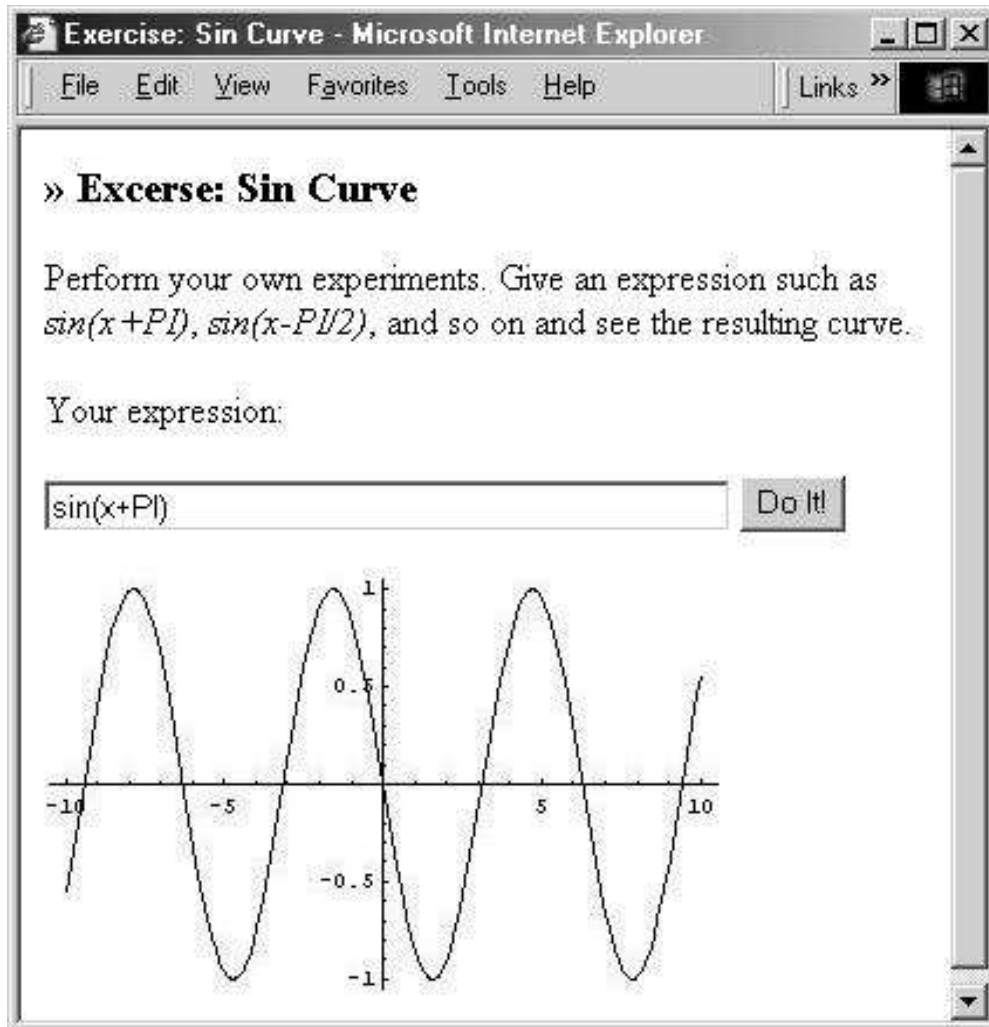 Exercise: Sin Curve - Microsoft Internet Explorer
File Edit View Favorites Tools Help Links »
» Excerse: Sin Curve
Perform your own experiments. Give an expression such as
sin(x+PI), sin(x-PI/2), and so on and see the resulting curve.
Your expression:
sin(x+PI) Do It!
1
0.5
-10 -5 5 10
-0.5
-1